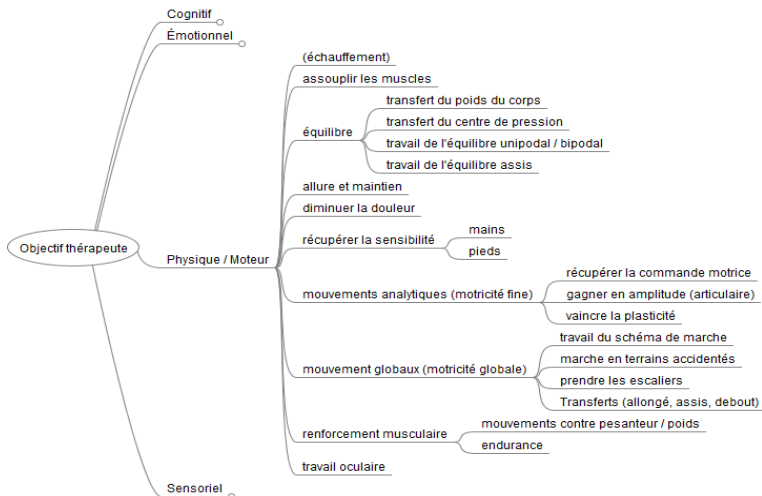 Cognitif
Émotionnel
(échauffement)
assouplir les muscles
transfert du poids du corps
transfert du centre de pression
équilibre
travail de l'équilibre unipodal / bipodal
travail de l'équilibre assis
allure et maintien
diminuer la douleur
mains
récupérer la sensibilité
pieds
Objectif thérapeute
Physique / Moteur
récupérer la commande motrice
mouvements analytiques (motricité fine)
gagner en amplitude (articulaire)
vaincre la plasticité
travail du schéma de marche
marche en terrains accidentés
mouvement globaux (motricité globale)
prendre les escaliers
Transferts (allongé, assis, debout)
mouvements contre pesanteur / poids
renforcement musculaire
endurance
travail oculaire
Sensoriel